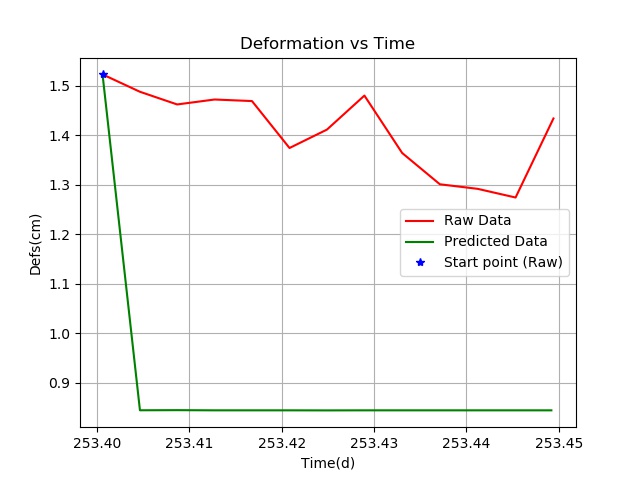 Deformation vs Time
Defs(cm)
1.5
1.4
1.3
1.2
1.1
1.0
0.9
Raw Data
Predicted Data
Start point (Raw)
253.40 253.41 253.42 253.43 253.44 253.45
Time(d)